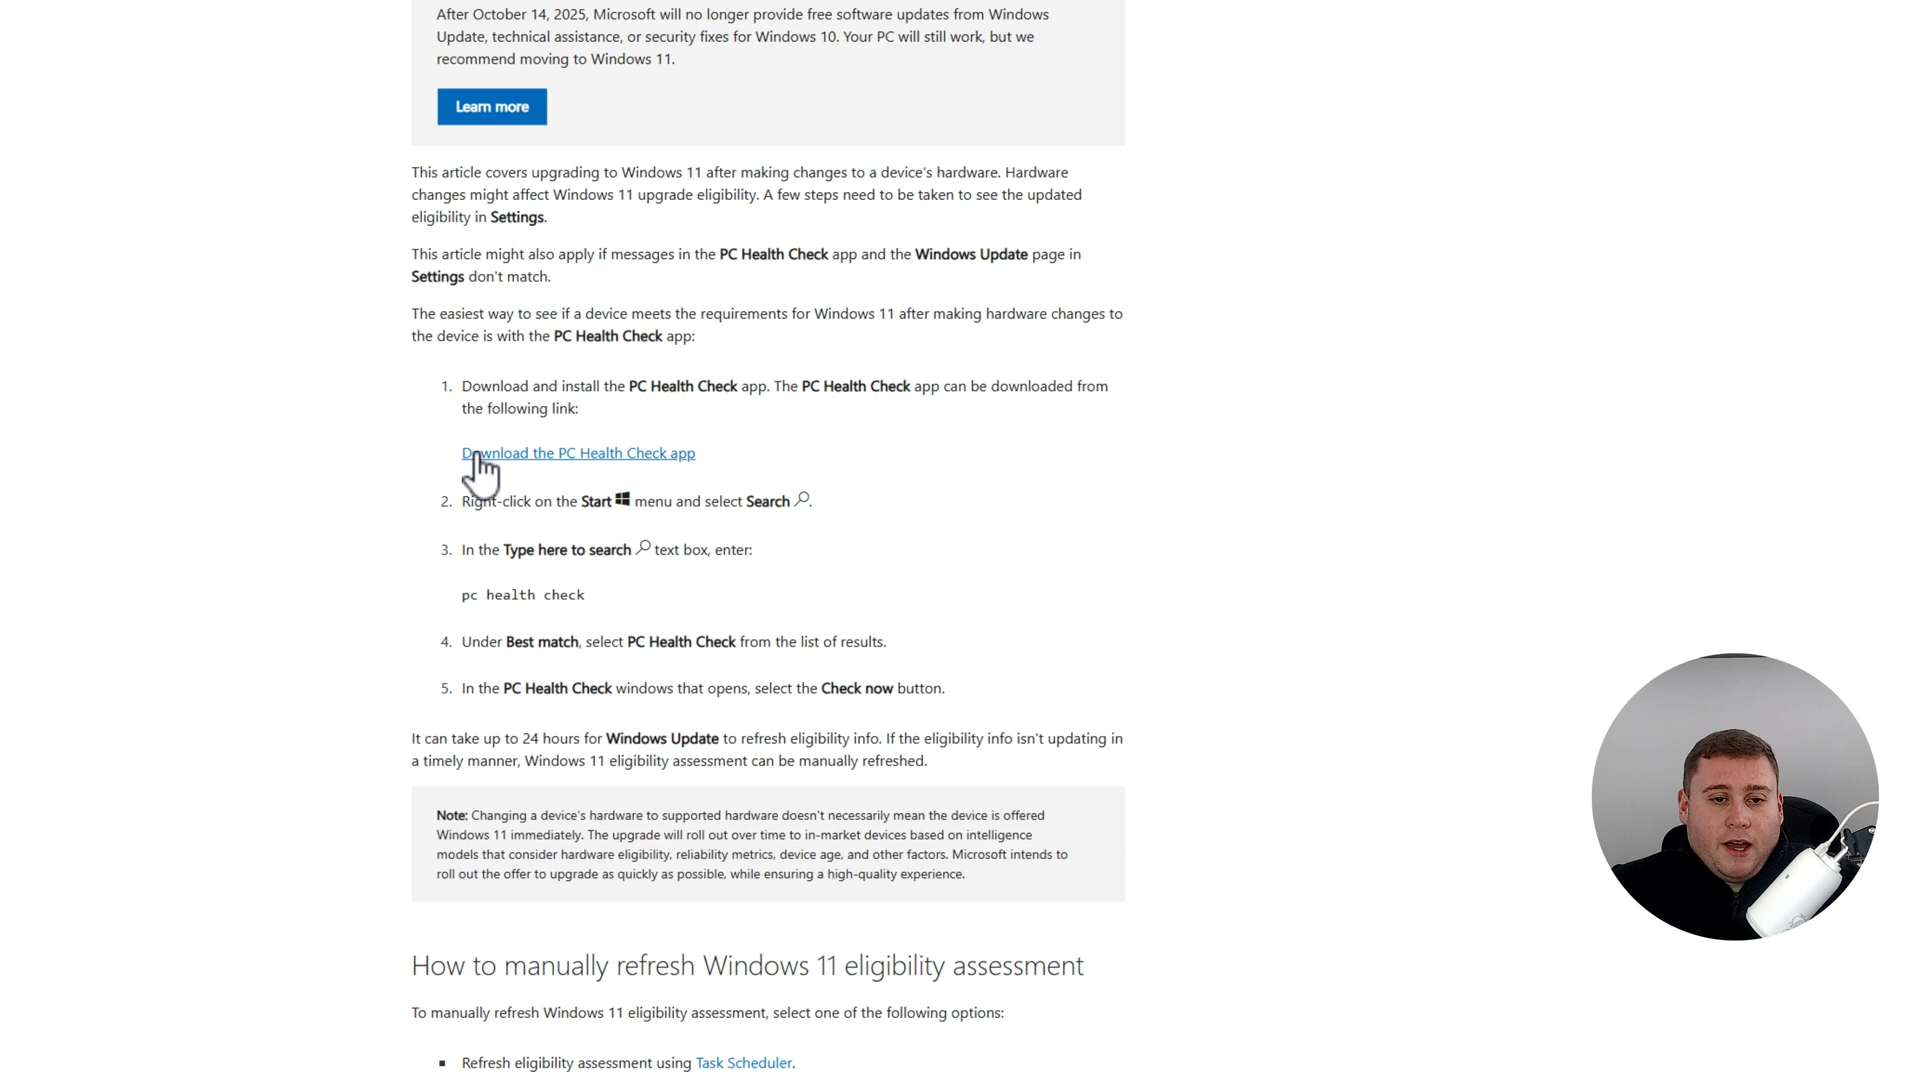 After October 14, 2025, Microsoft will no longer provide free software updates from Windows
Update, technical assistance, or security fixes for Windows 10. Your PC will still work, but we
recommend moving to Windows 11.
Learn more
This article covers upgrading to Windows 11 after making changes to a device's hardware. Hardware
changes might affect Windows 11 upgrade eligibility. A few steps need to be taken to see the updated
eligibility in Settings.
This article might also apply if messages in the PC Health Check app and the Windows Update page in
Settings don't match.
The easiest way to see if a device meets the requirements for Windows 11 after making hardware changes to
the device is with the PC Health Check app:
1. Download and install the PC Health Check app. The PC Health Check app can be downloaded from
the following link:
Download the PC Health Check app
2. Right-click on the Start menu and select Search.
3. In the Type here to search text box, enter:
pc health check
4. Under Best match, select PC Health Check from the list of results.
5. In the PC Health Check windows that opens, select the Check now button.
It can take up to 24 hours for Windows Update to refresh eligibility info. If the eligibility info isn't updating in
a timely manner, Windows 11 eligibility assessment can be manually refreshed.
Note: Changing a device's hardware to supported hardware doesn't necessarily mean the device is offered
Windows 11 immediately. The upgrade will roll out over time to in-market devices based on intelligence
models that consider hardware eligibility, reliability metrics, device age, and other factors. Microsoft intends to
roll out the offer to upgrade as quickly as possible, while ensuring a high-quality experience.
How to manually refresh Windows 11 eligibility assessment
To manually refresh Windows 11 eligibility assessment, select one of the following options:
▪ Refresh eligibility assessment using Task Scheduler.